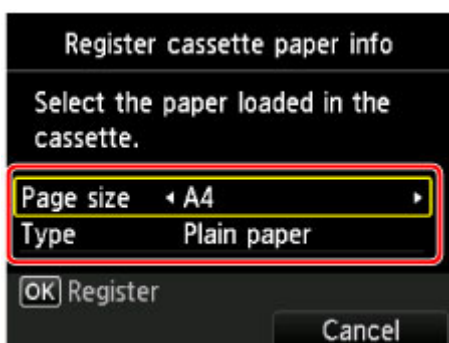 Register cassette paper info
Select the paper loaded in the
cassette.
Page size A4
Type Plain paper
OK Register
Cancel